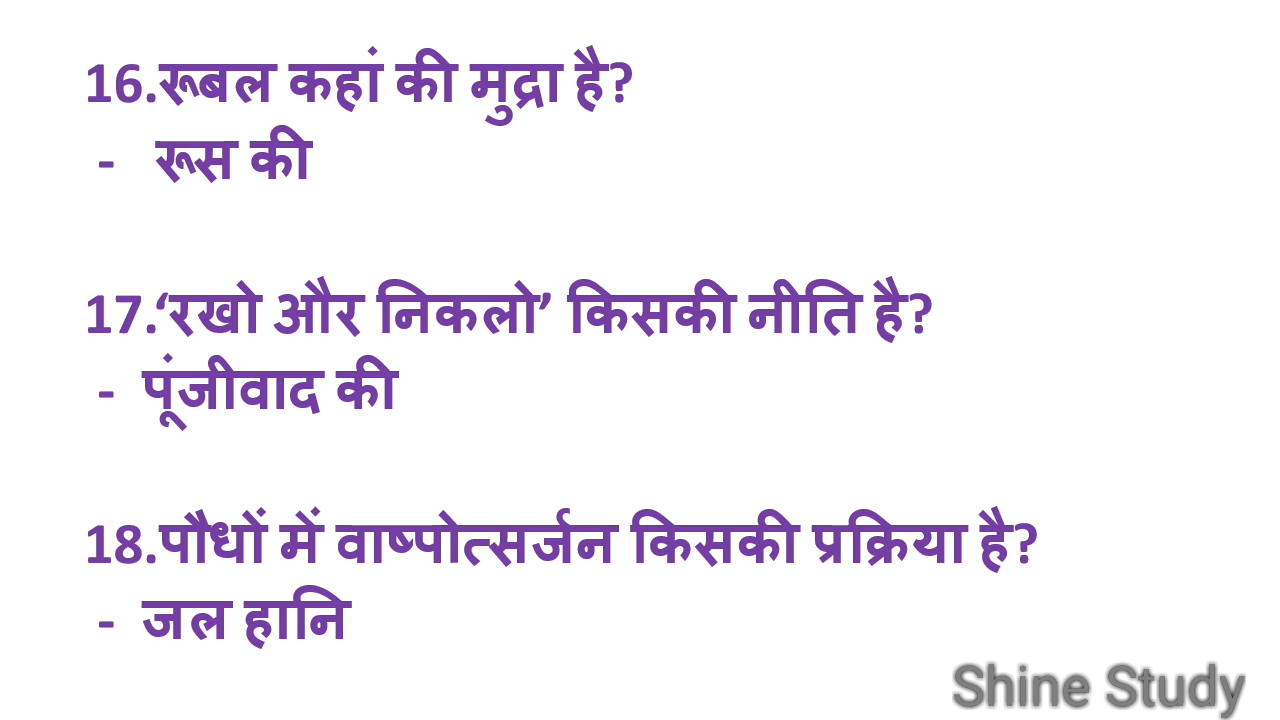 16.रूबल कहां की मुद्रा है?
- रूस की
17.‘रखो और निकलो’ किसकी नीति है?
- पूंजीवाद की
18.पौधों में वाष्पोत्सर्जन किसकी प्रक्रिया है?
- जल हानि
Shine Study